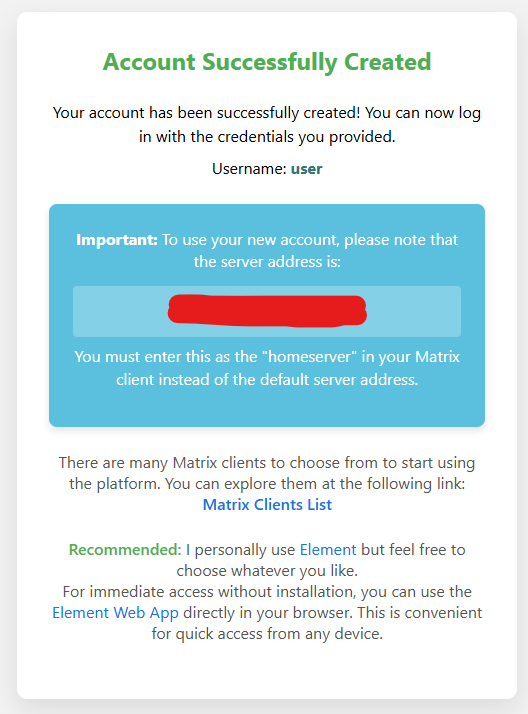 Account Successfully Created
Your account has been successfully created! You can now log
in with the credentials you provided.
Username: user
Important: To use your new account, please note that
the server address is:
You must enter this as the "homeserver" in your Matrix
client instead of the default server address.
There are many Matrix clients to choose from to start using
the platform. You can explore them at the following link:
Matrix Clients List
Recommended: I personally use Element but feel free to
choose whatever you like.
For immediate access without installation, you can use the
Element Web App directly in your browser. This is convenient
for quick access from any device.